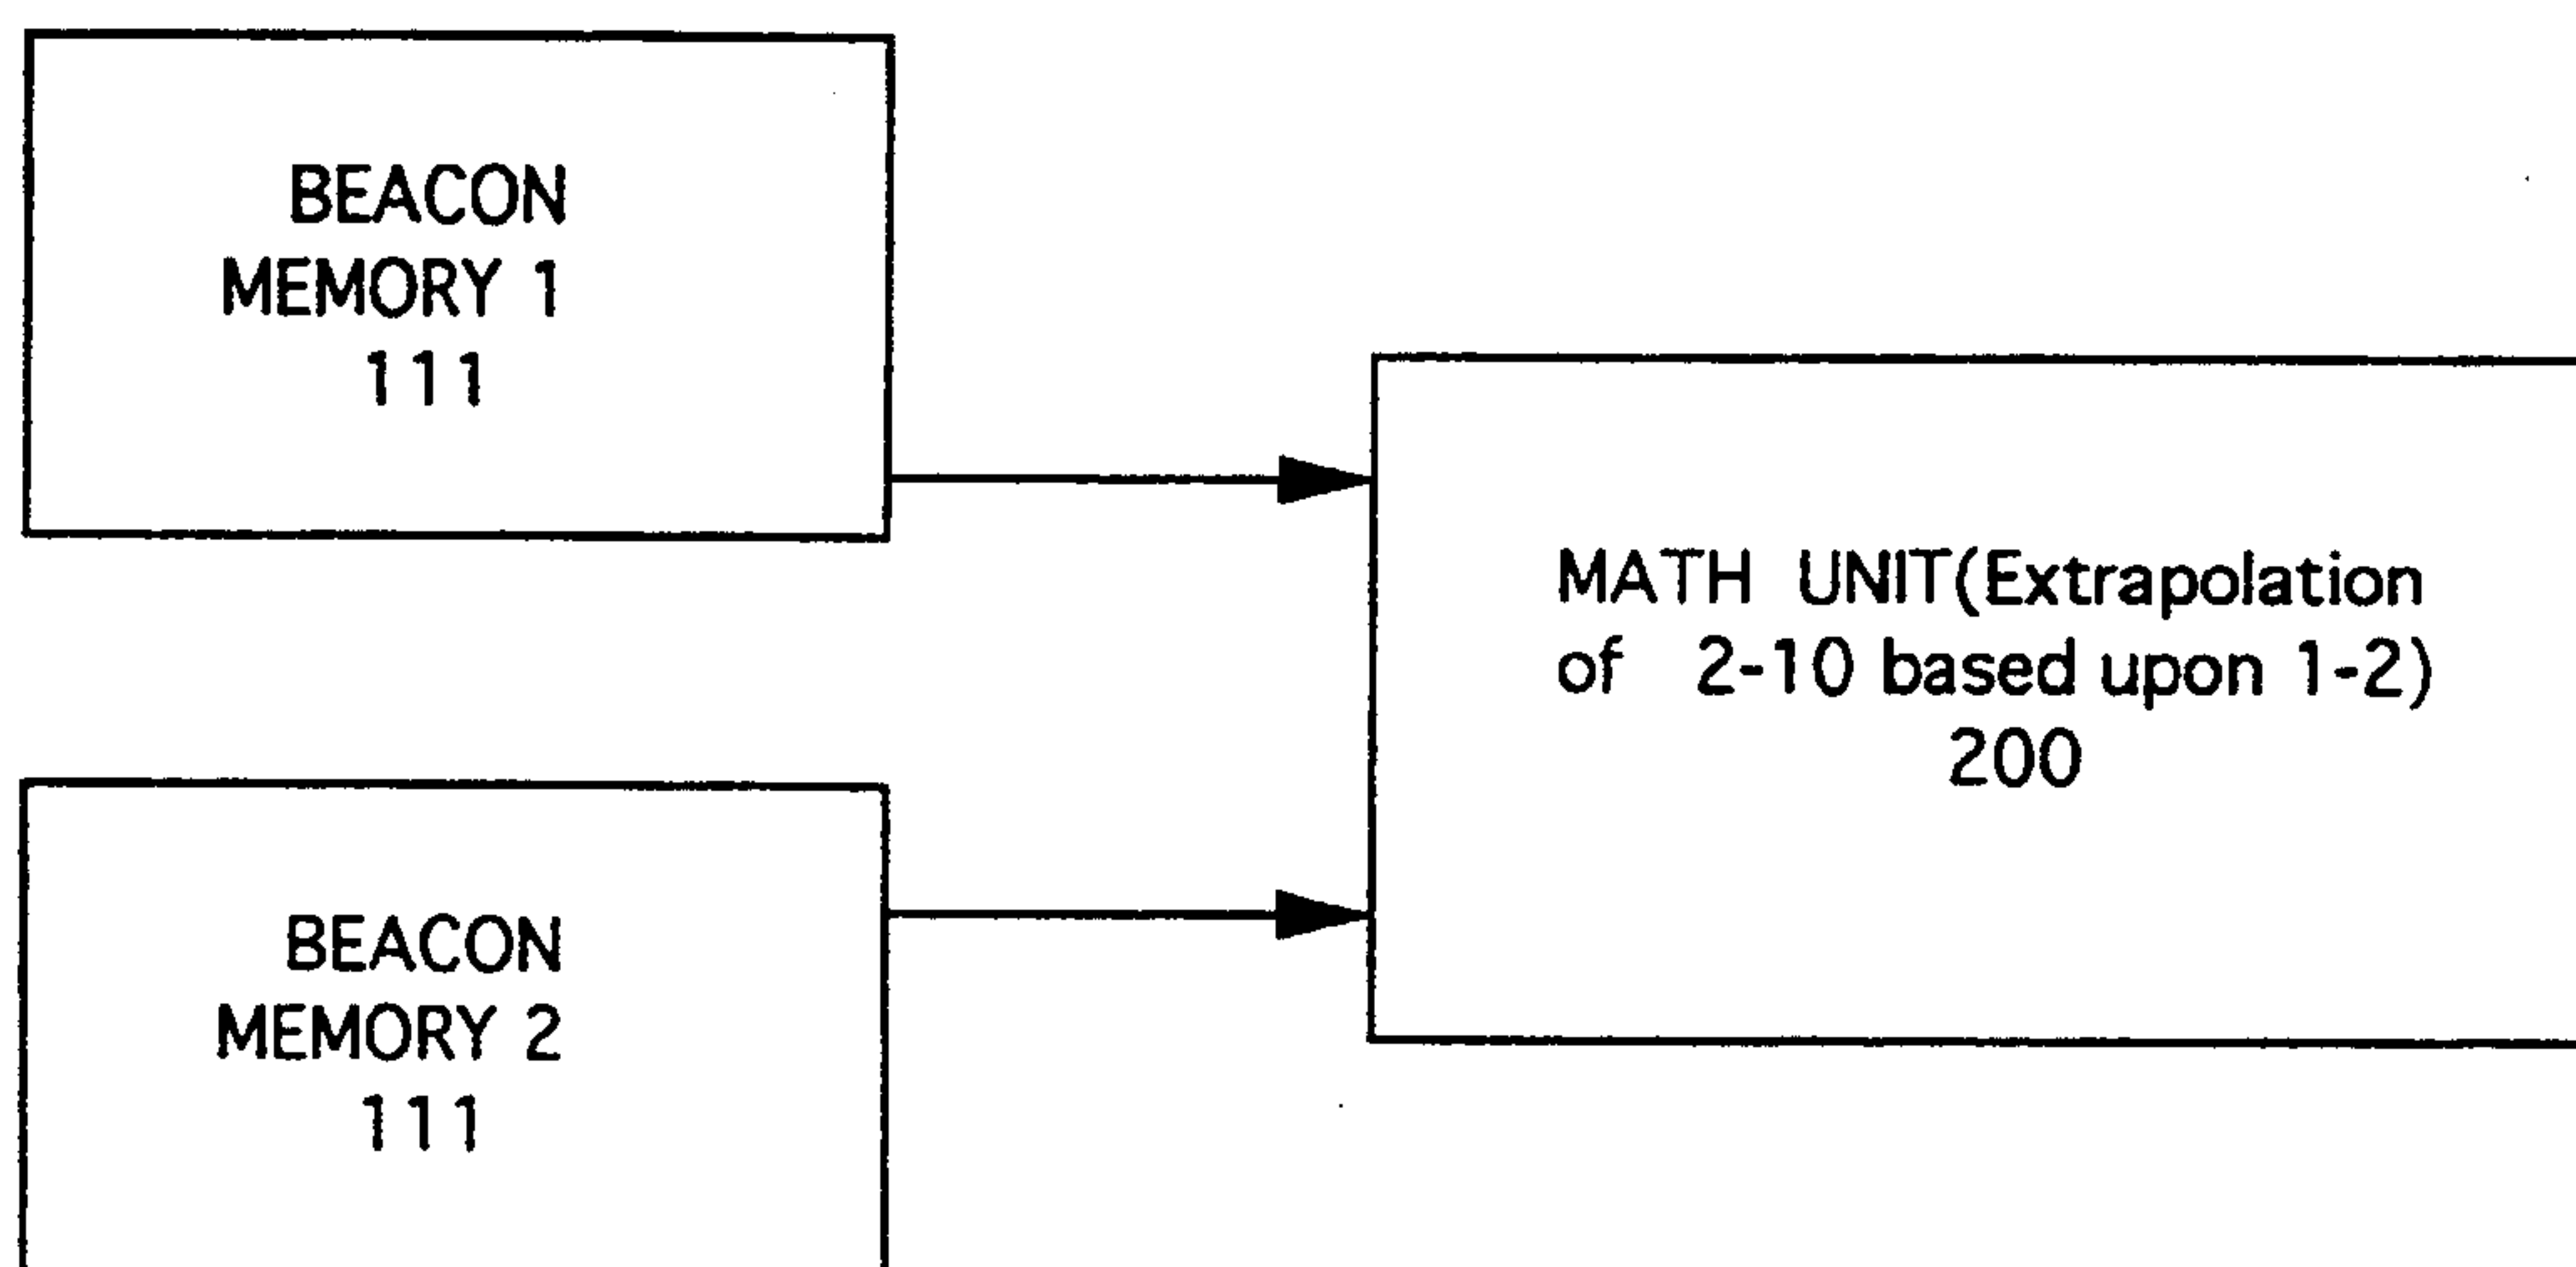 BEACON
MEMORY 1
111
MATH UNIT(Extrapolation
of 2-10 based upon 1-2)
200
BEACON
MEMORY 2
111